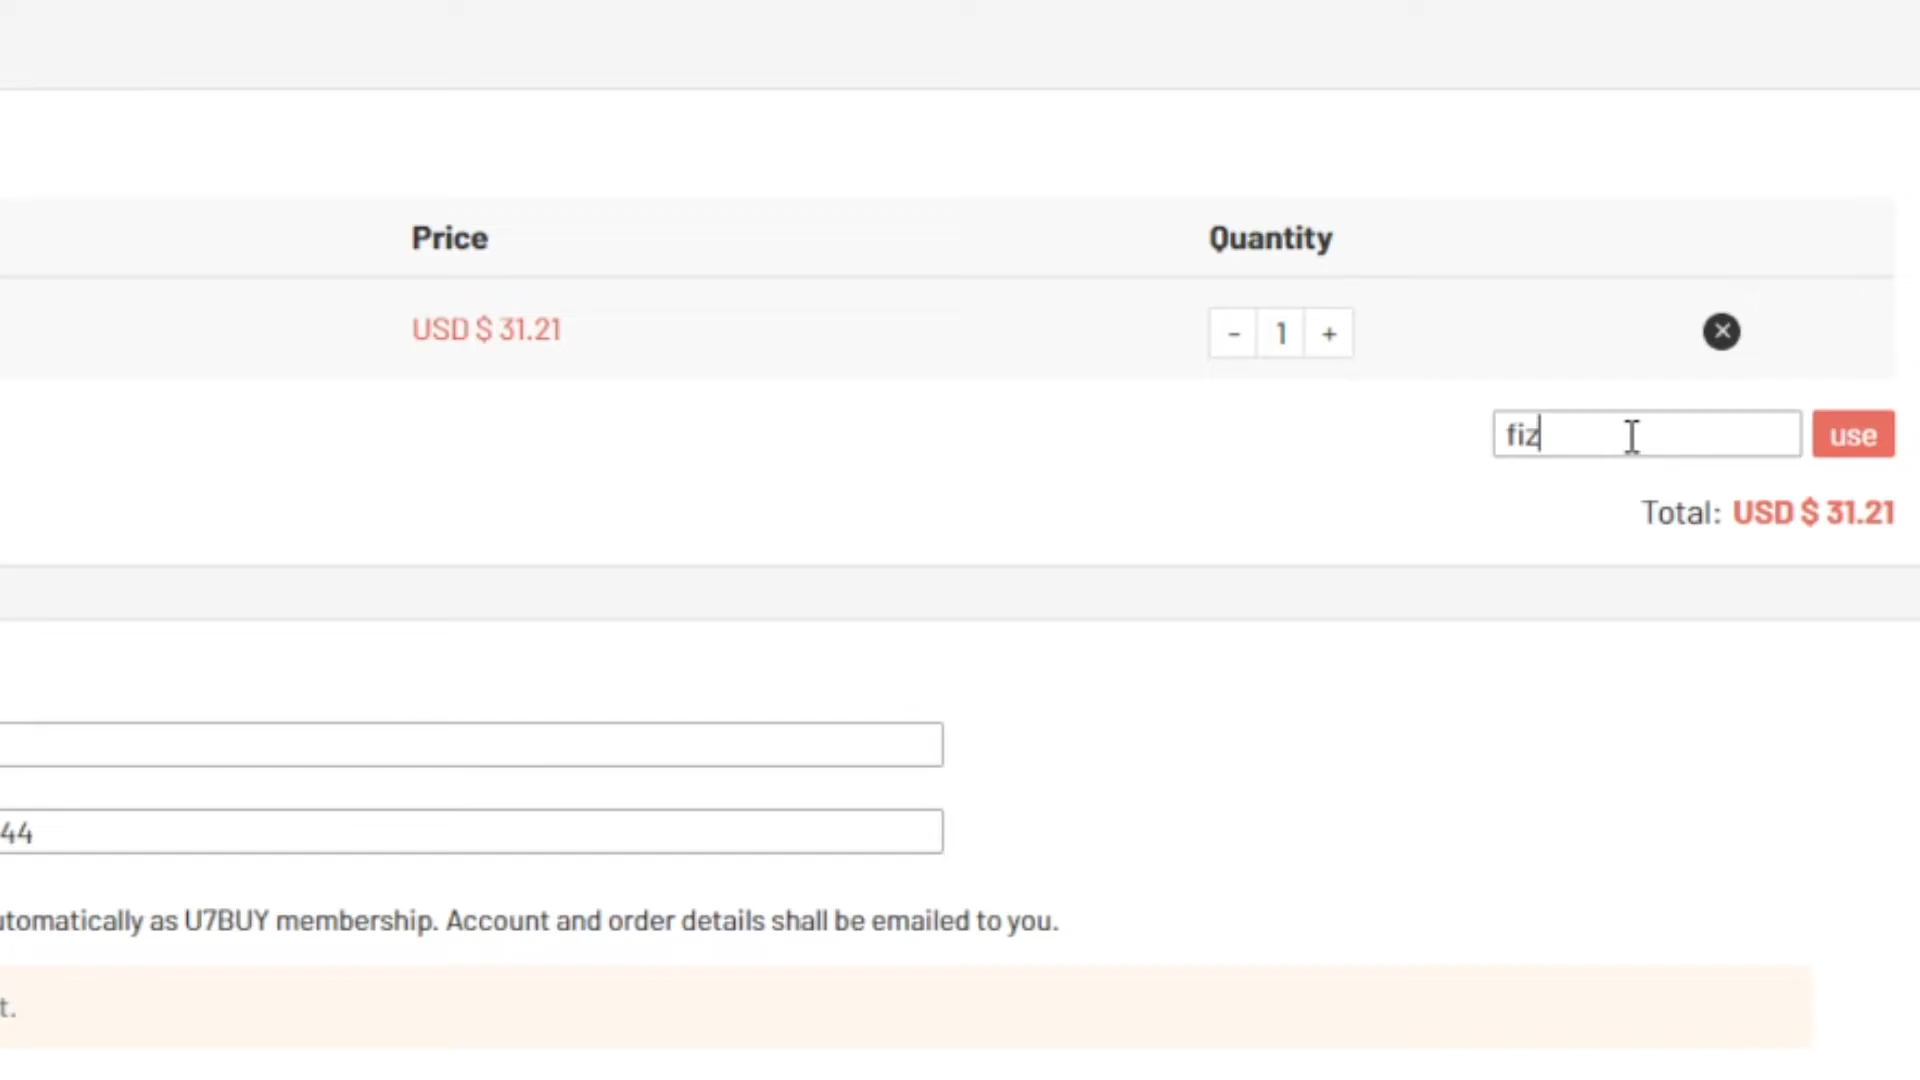 Price Quantity
USD $ 31.21 - 1 +
fiz use
Total: USD $ 31.21
44
utomatically as U7BUY membership. Account and order details shall be emailed to you.
t.